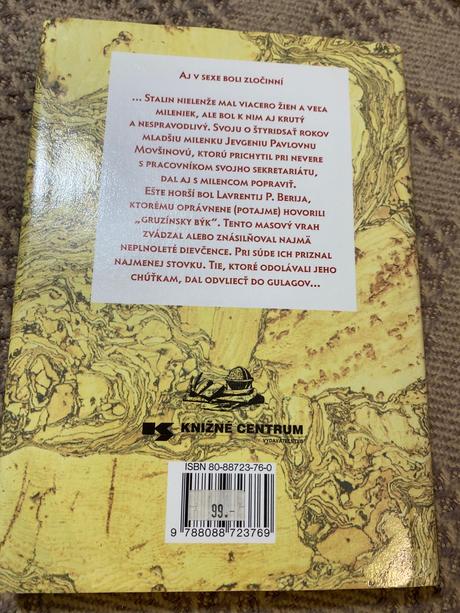 AJ V SEXE BOLI ZLOČINNÍ
... STALIN NIELENŽE MAL VIACERO ŽIEN A VEĽA
MILENIEK, ALE BOL K NIM AJ KRUTÝ
A NESPRAVODLIVÝ. SVOJU O ŠTYRIDSAŤ ROKOV
MLADŠIU MILENKU JEVGENIU PAVLOVNU
MOVŠINOVÚ, KTORÚ PRICHYTIL PRI NEVERE
S PRACOVNÍKOM SVOJHO SEKRETARIÁTU,
DAL AJ S MILENCOM POPRAVIŤ.
EŠTE HORŠÍ BOL LAVRENTIJ P. BERIJA,
KTORÉMU OPRÁVNENE (POTAJME) HOVORILI
„GRUZÍNSKY BÝK“. TENTO MASOVÝ VRAH
ZVÁDZAL ALEBO ZNÁSILŇOVAL NAJMÄ
NEPLNOLETÉ DIEVČENCE. PRI SÚDE ICH PRIZNAL
NAJMENEJ STOVKU. TIE, KTORÉ ODOLÁVALI JEHO
CHÚŤKAM, DAL ODVLIECŤ DO GULAGOV...
KNIŽNÉ CENTRUM
VYDAVATEĽSTVO
ISBN 80-88723-76-0
99.-
9 788088 723769